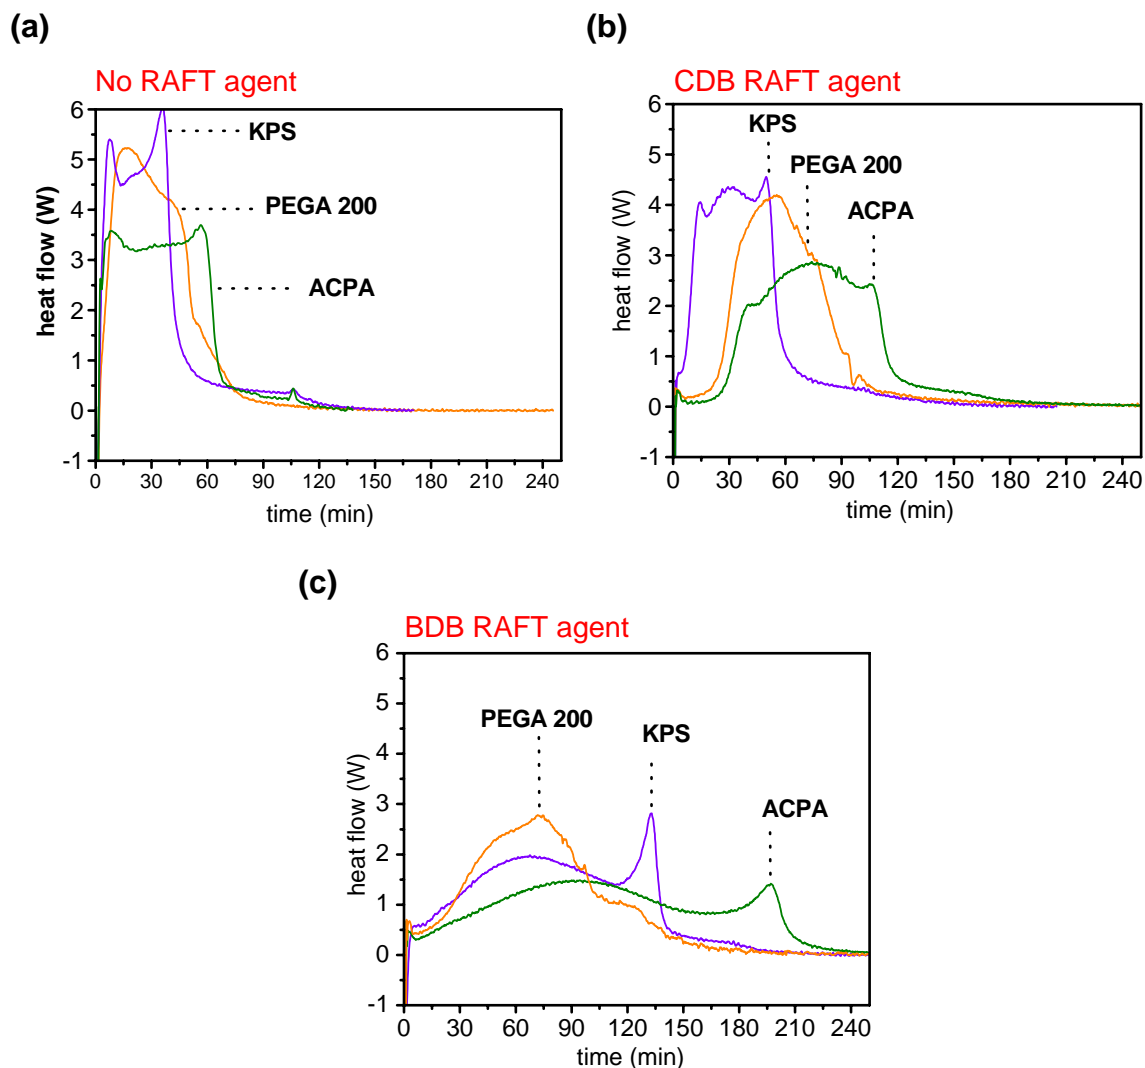 (a)
No RAFT agent
6
5
4
3
2
1
0
-1
heat flow (W)
KPS
PEGA 200
ACPA
0 30 60 90 120 150 180 210 240
time (min)
(b)
CDB RAFT agent
6
5
4
3
2
1
0
-1
heat flow (W)
KPS
PEGA 200
ACPA
0 30 60 90 120 150 180 210 240
time (min)
(c)
BDB RAFT agent
6
5
4
3
2
1
0
-1
heat flow (W)
PEGA 200
KPS
ACPA
0 30 60 90 120 150 180 210 240
time (min)